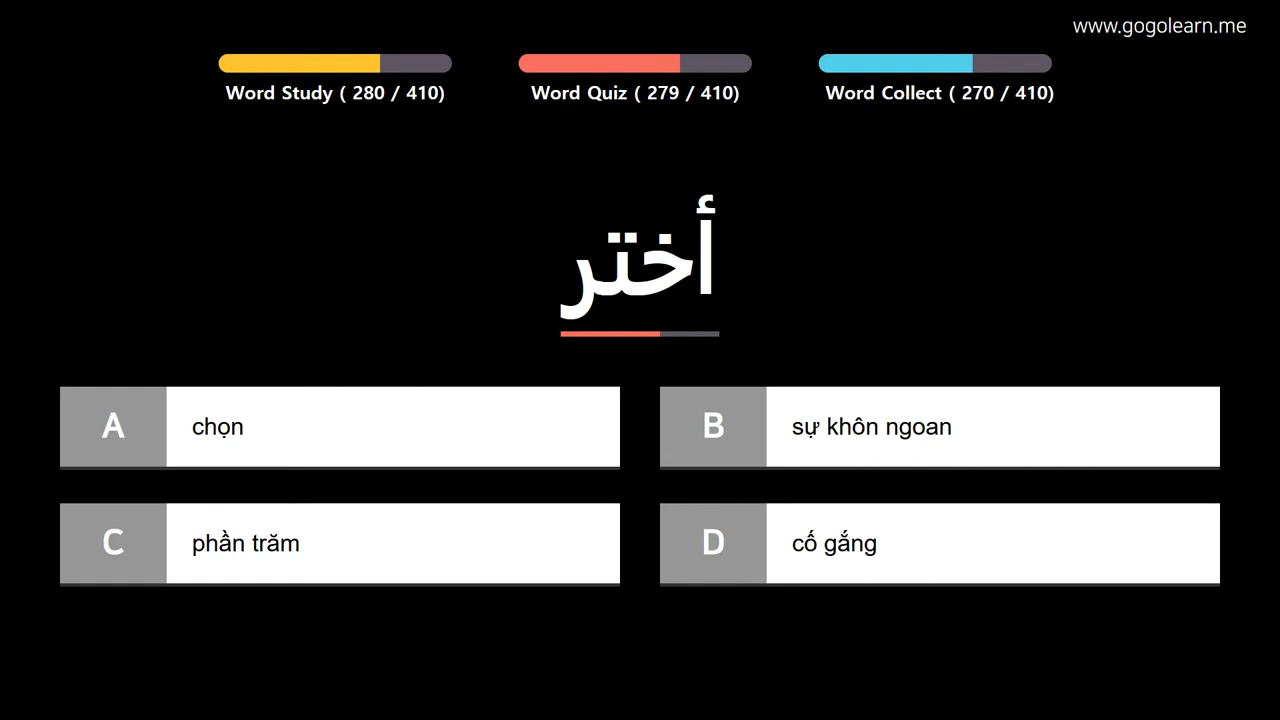 www.gogolearn.me
Word Study ( 280 / 410)
Word Quiz ( 279 / 410)
Word Collect ( 270 / 410)
أختر
A
chọn
B
sự khôn ngoan
C
phần trăm
D
cố gắng